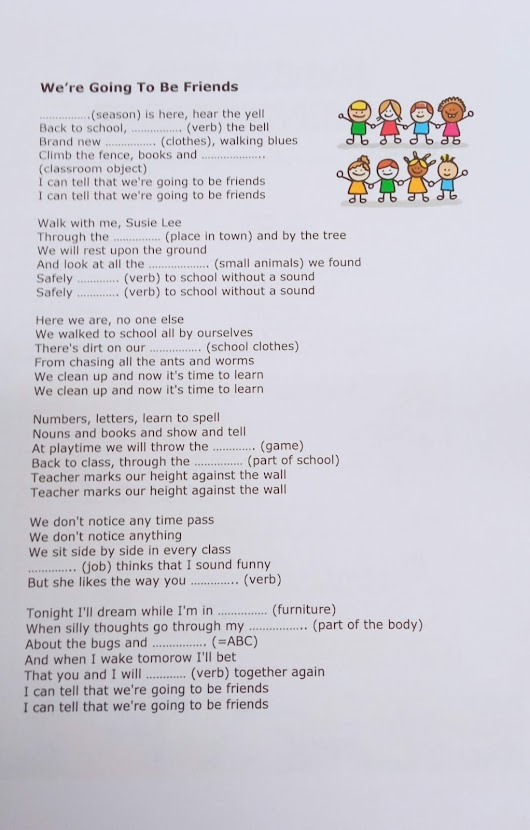 We're Going To Be Friends
................(season) is here, hear the yell
Back to school, ................ (verb) the bell
Brand new ................ (clothes), walking blues
Climb the fence, books and ....................
(classroom object)
I can tell that we're going to be friends
I can tell that we're going to be friends
Walk with me, Susie Lee
Through the .............. (place in town) and by the tree
We will rest upon the ground
And look at all the ................... (small animals) we found
Safely ............. (verb) to school without a sound
Safely ............. (verb) to school without a sound
Here we are, no one else
We walked to school all by ourselves
There's dirt on our ................ (school clothes)
From chasing all the ants and worms
We clean up and now it's time to learn
We clean up and now it's time to learn
Numbers, letters, learn to spell
Nouns and books and show and tell
At playtime we will throw the ............. (game)
Back to class, through the ............... (part of school)
Teacher marks our height against the wall
Teacher marks our height against the wall
We don't notice any time pass
We don't notice anything
We sit side by side in every class
.............. (job) thinks that I sound funny
But she likes the way you .............. (verb)
Tonight I'll dream while I'm in ............... (furniture)
When silly thoughts go through my .................. (part of the body)
About the bugs and ................ (=ABC)
And when I wake tomorow I'll bet
That you and I will ............ (verb) together again
I can tell that we're going to be friends
I can tell that we're going to be friends